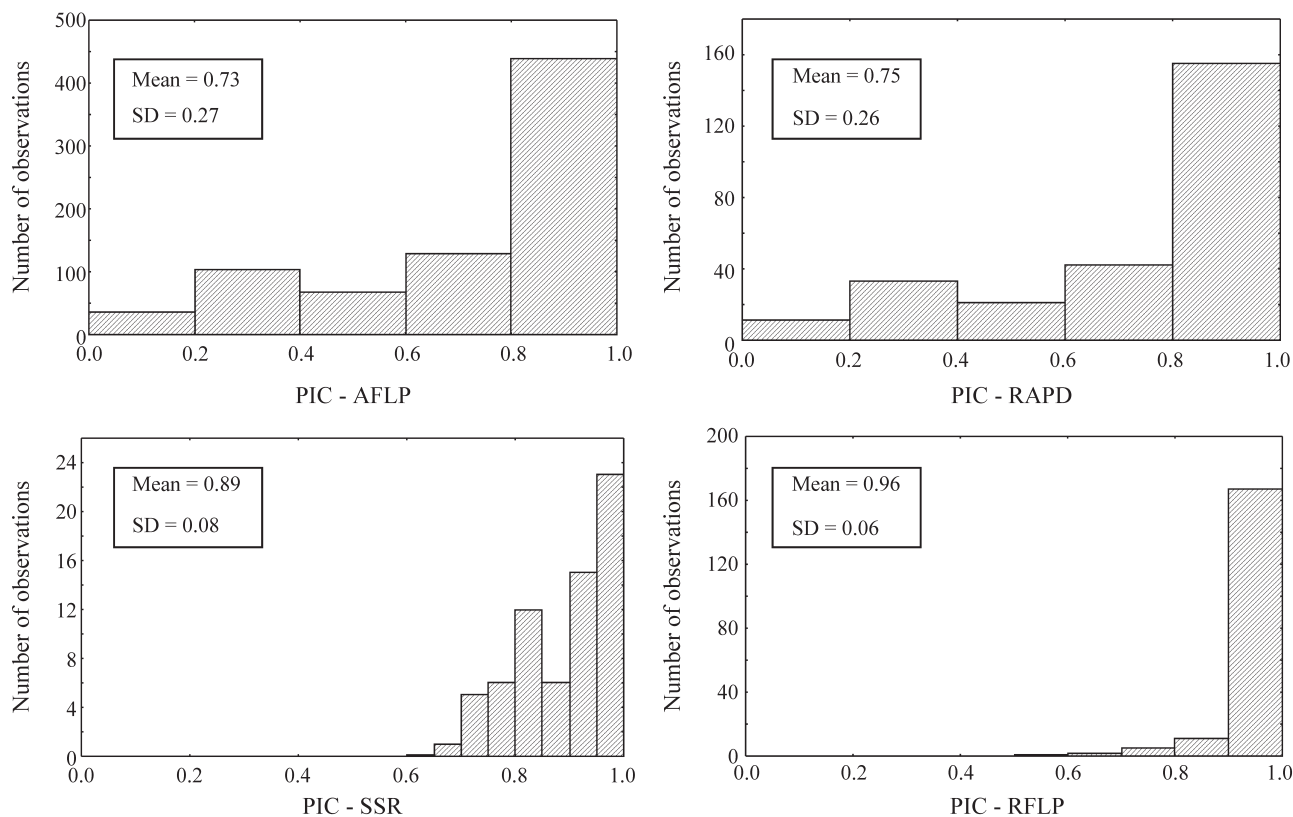 500
400
300
200
100
0
Number of observations
Mean = 0.73
SD = 0.27
0.0 0.2 0.4 0.6 0.8 1.0
PIC - AFLP
160
120
80
40
0
Number of observations
Mean = 0.75
SD = 0.26
0.0 0.2 0.4 0.6 0.8 1.0
PIC - RAPD
24
20
16
12
8
4
0
Number of observations
Mean = 0.89
SD = 0.08
0.0 0.2 0.4 0.6 0.8 1.0
PIC - SSR
200
160
120
80
40
0
Number of observations
Mean = 0.96
SD = 0.06
0.0 0.2 0.4 0.6 0.8 1.0
PIC - RFLP